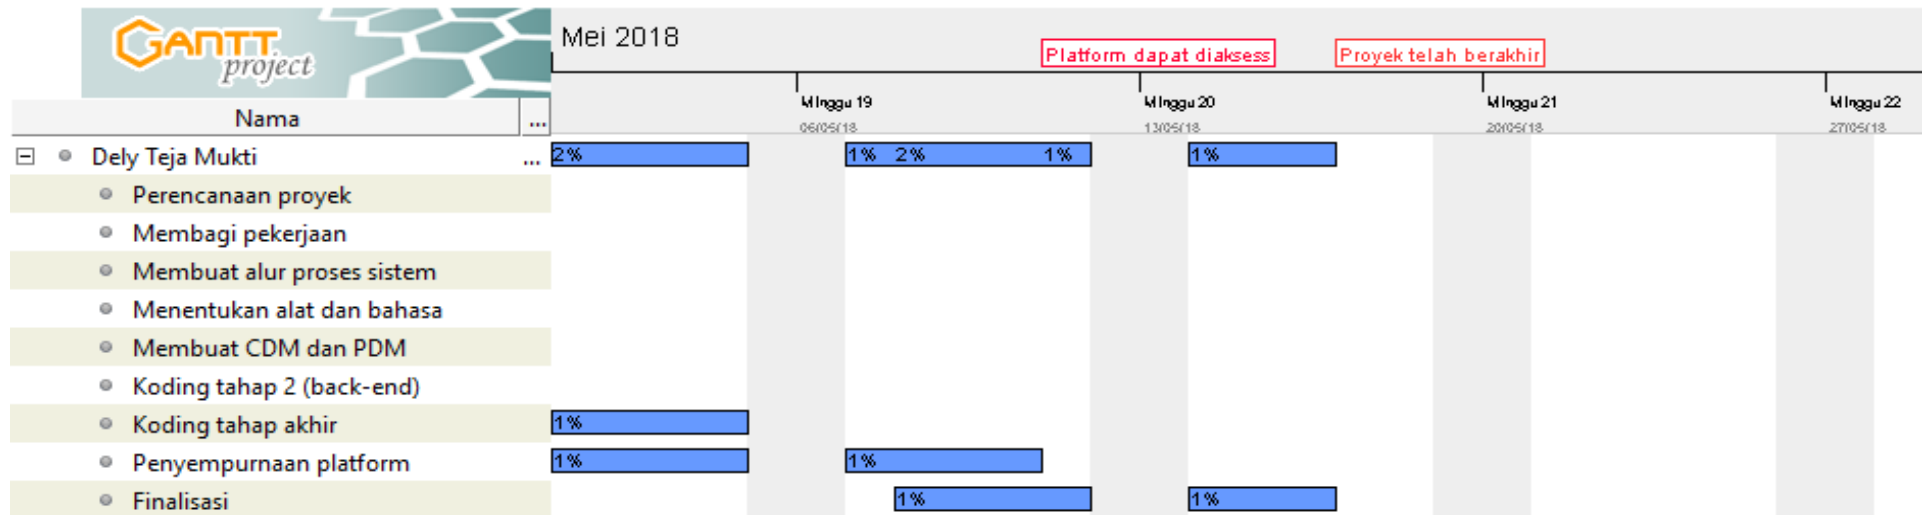 GANTT
project
Mei 2018
Platform dapat diaksess
Proyek telah berakhir
Minggu 19
Minggu 20
Minggu 21
Minggu 22
06/05/18
13/05/18
20/05/18
27/05/18
Nama ...
Dely Teja Mukti ... 2% 1% 2% 1% 1%
Perencanaan proyek
Membagi pekerjaan
Membuat alur proses sistem
Menentukan alat dan bahasa
Membuat CDM dan PDM
Koding tahap 2 (back-end)
Koding tahap akhir 1%
Penyempurnaan platform 1% 1%
Finalisasi 1% 1%